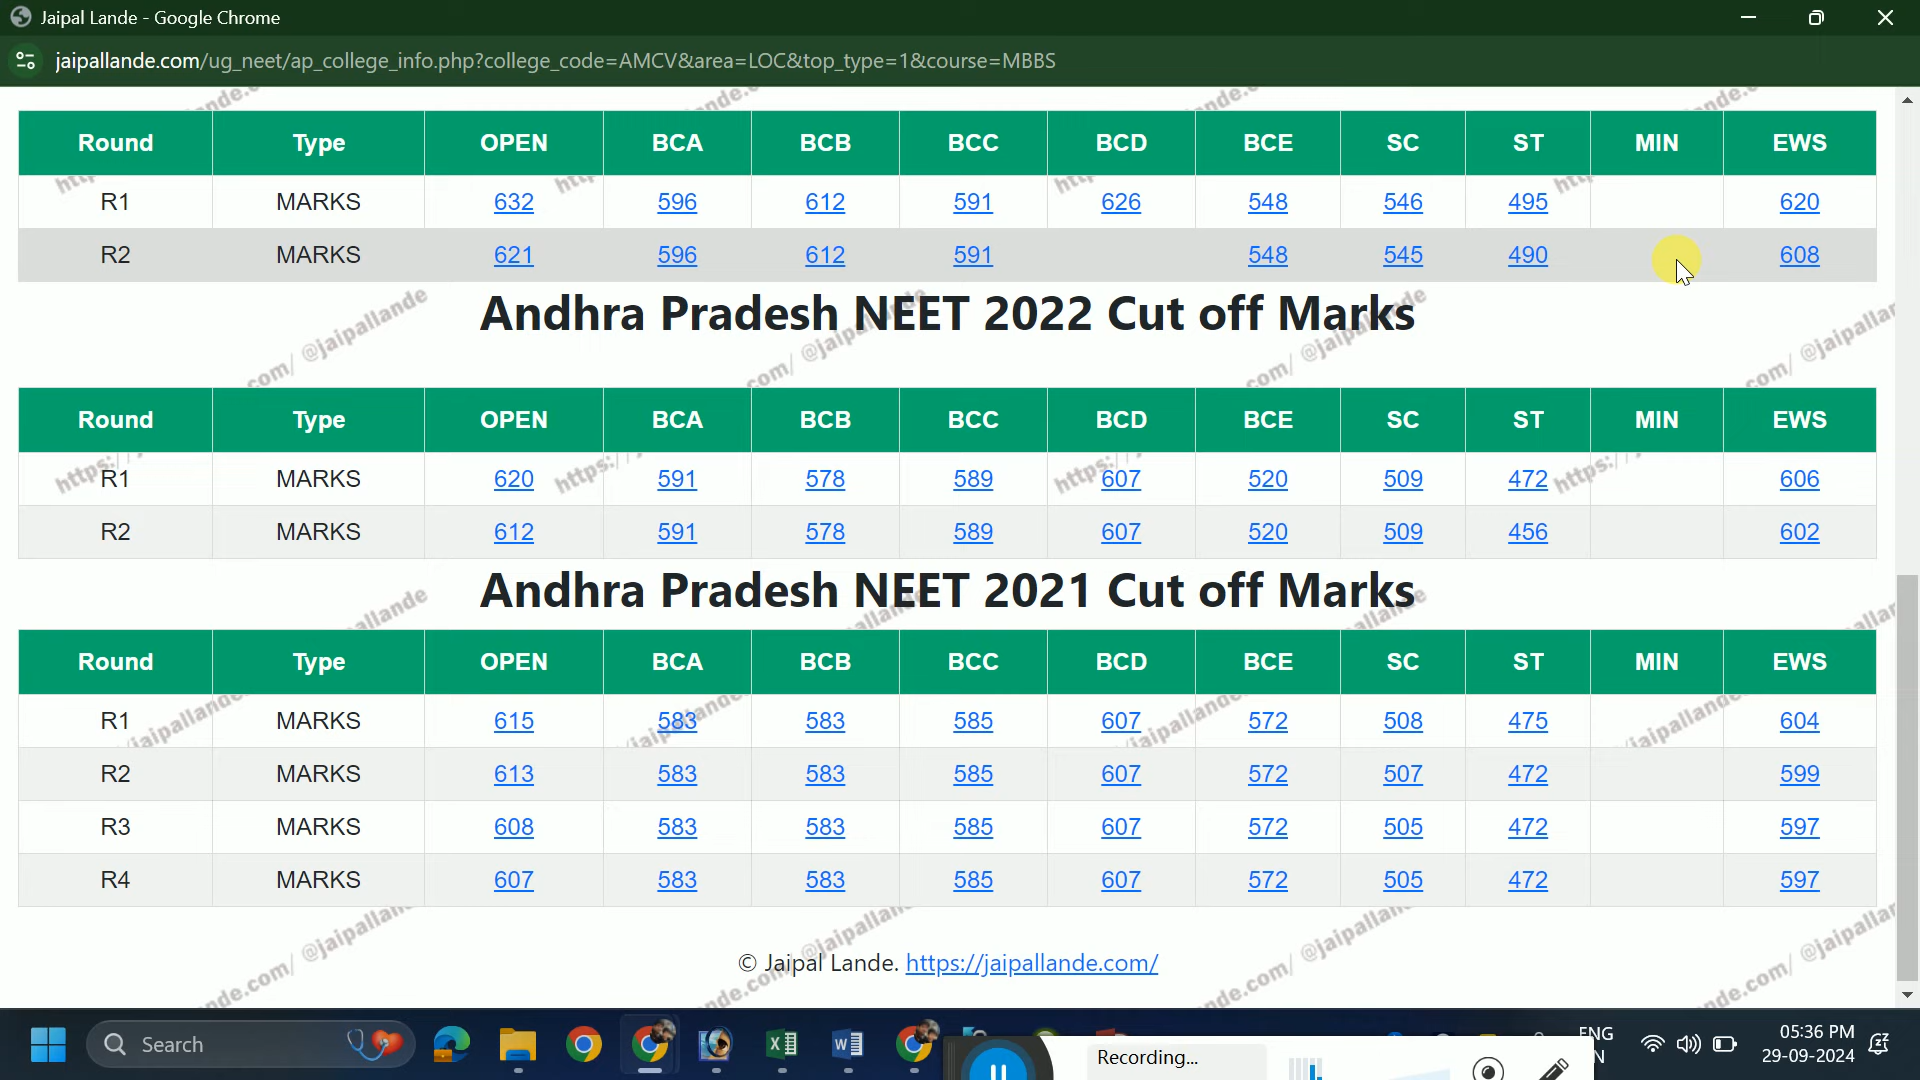 Jaipal Lande - Google Chrome
jaipallande.com/ug_neet/ap_college_info.php?college_code=AMCV&area=LOC&top_type=1&course=MBBS
Round Type OPEN BCA BCB BCC BCD BCE SC ST MIN EWS
R1 MARKS 632 596 612 591 626 548 546 495 620
R2 MARKS 621 596 612 591 548 545 490 608
Andhra Pradesh NEET 2022 Cut off Marks
Round Type OPEN BCA BCB BCC BCD BCE SC ST MIN EWS
R1 MARKS 620 591 578 589 607 520 509 472 606
R2 MARKS 612 591 578 589 607 520 509 456 602
Andhra Pradesh NEET 2021 Cut off Marks
Round Type OPEN BCA BCB BCC BCD BCE SC ST MIN EWS
R1 MARKS 615 583 583 585 607 572 508 475 604
R2 MARKS 613 583 583 585 607 572 507 472 599
R3 MARKS 608 583 583 585 607 572 505 472 597
R4 MARKS 607 583 583 585 607 572 505 472 597
© Jaipal Lande. https://jaipallande.com/
Search
Recording...
ENG
05:36 PM
29-09-2024